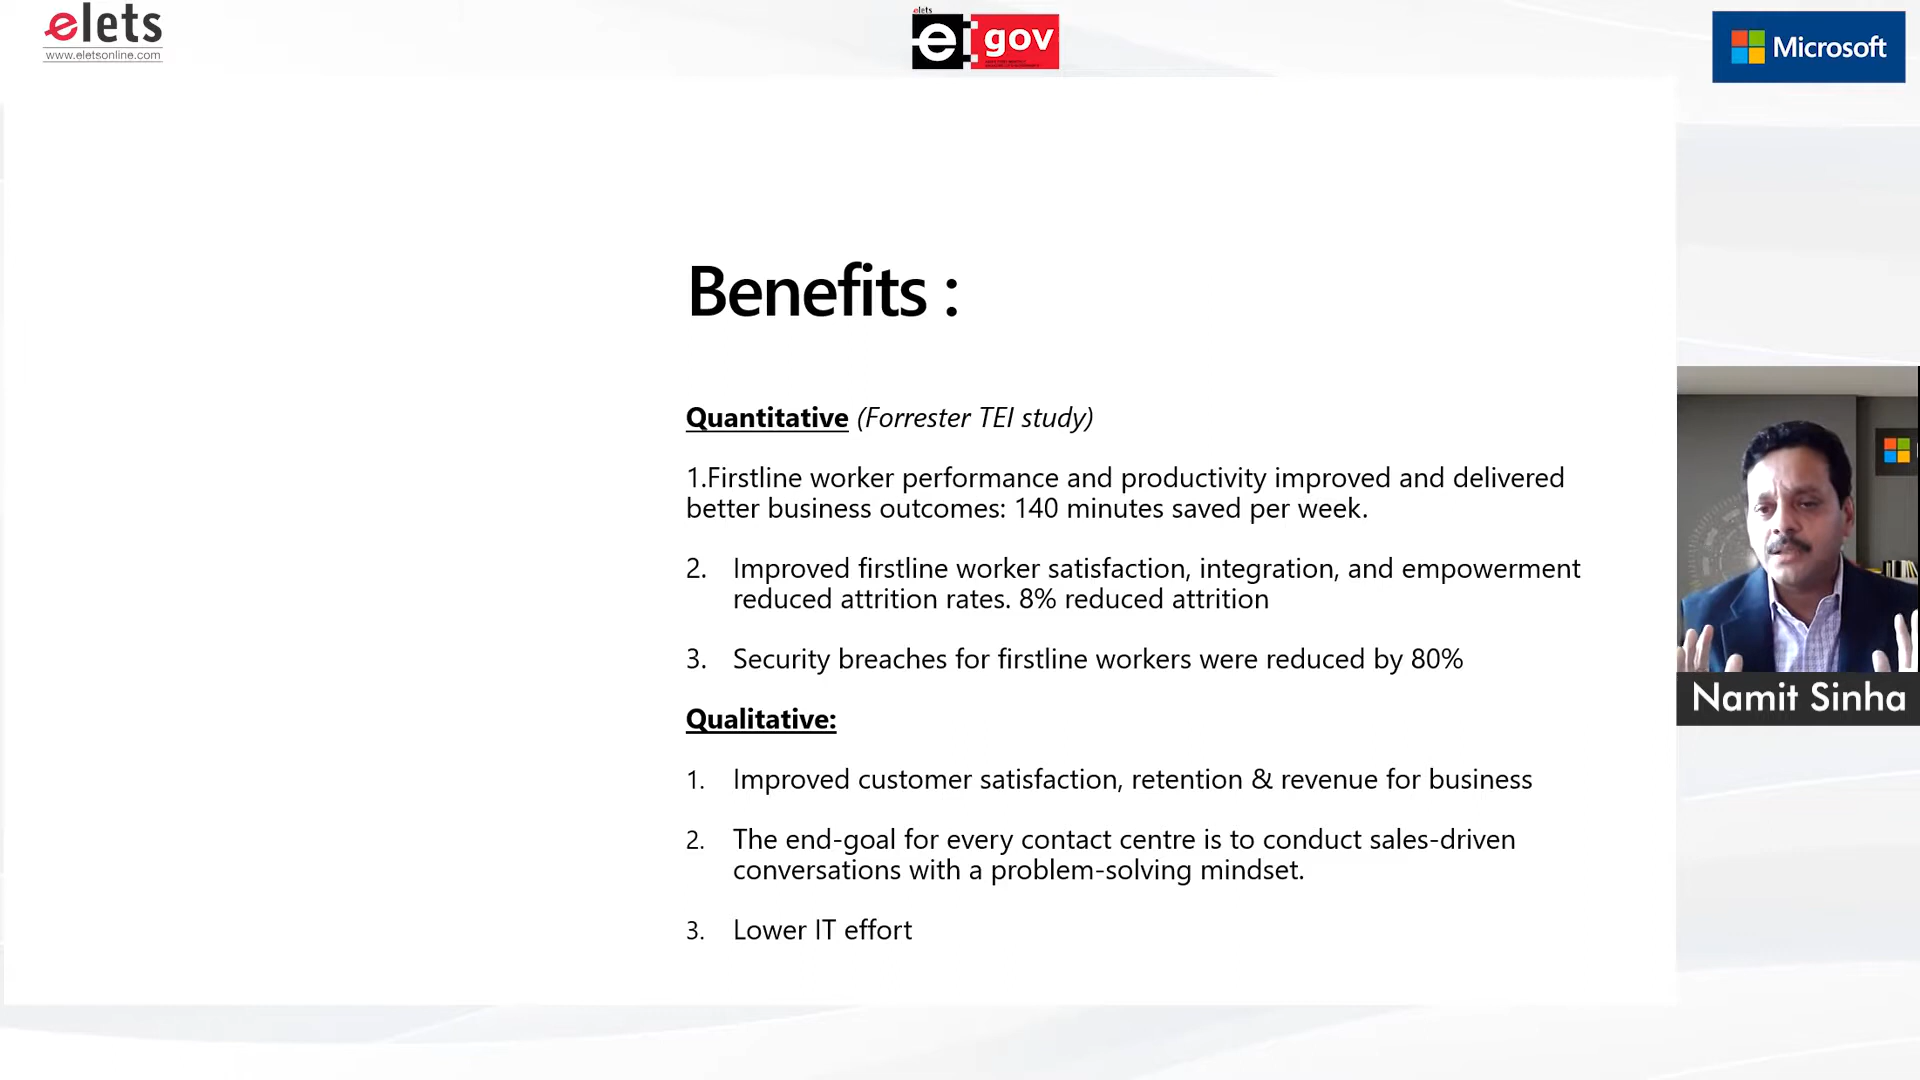 elets
www.eletsonline.com
elets
e gov
Microsoft
Benefits :
Quantitative (Forrester TEI study)
1.Firstline worker performance and productivity improved and delivered
better business outcomes: 140 minutes saved per week.
2. Improved firstline worker satisfaction, integration, and empowerment
reduced attrition rates. 8% reduced attrition
3. Security breaches for firstline workers were reduced by 80%
Namit Sinha
Qualitative:
1. Improved customer satisfaction, retention & revenue for business
2. The end-goal for every contact centre is to conduct sales-driven
conversations with a problem-solving mindset.
3. Lower IT effort